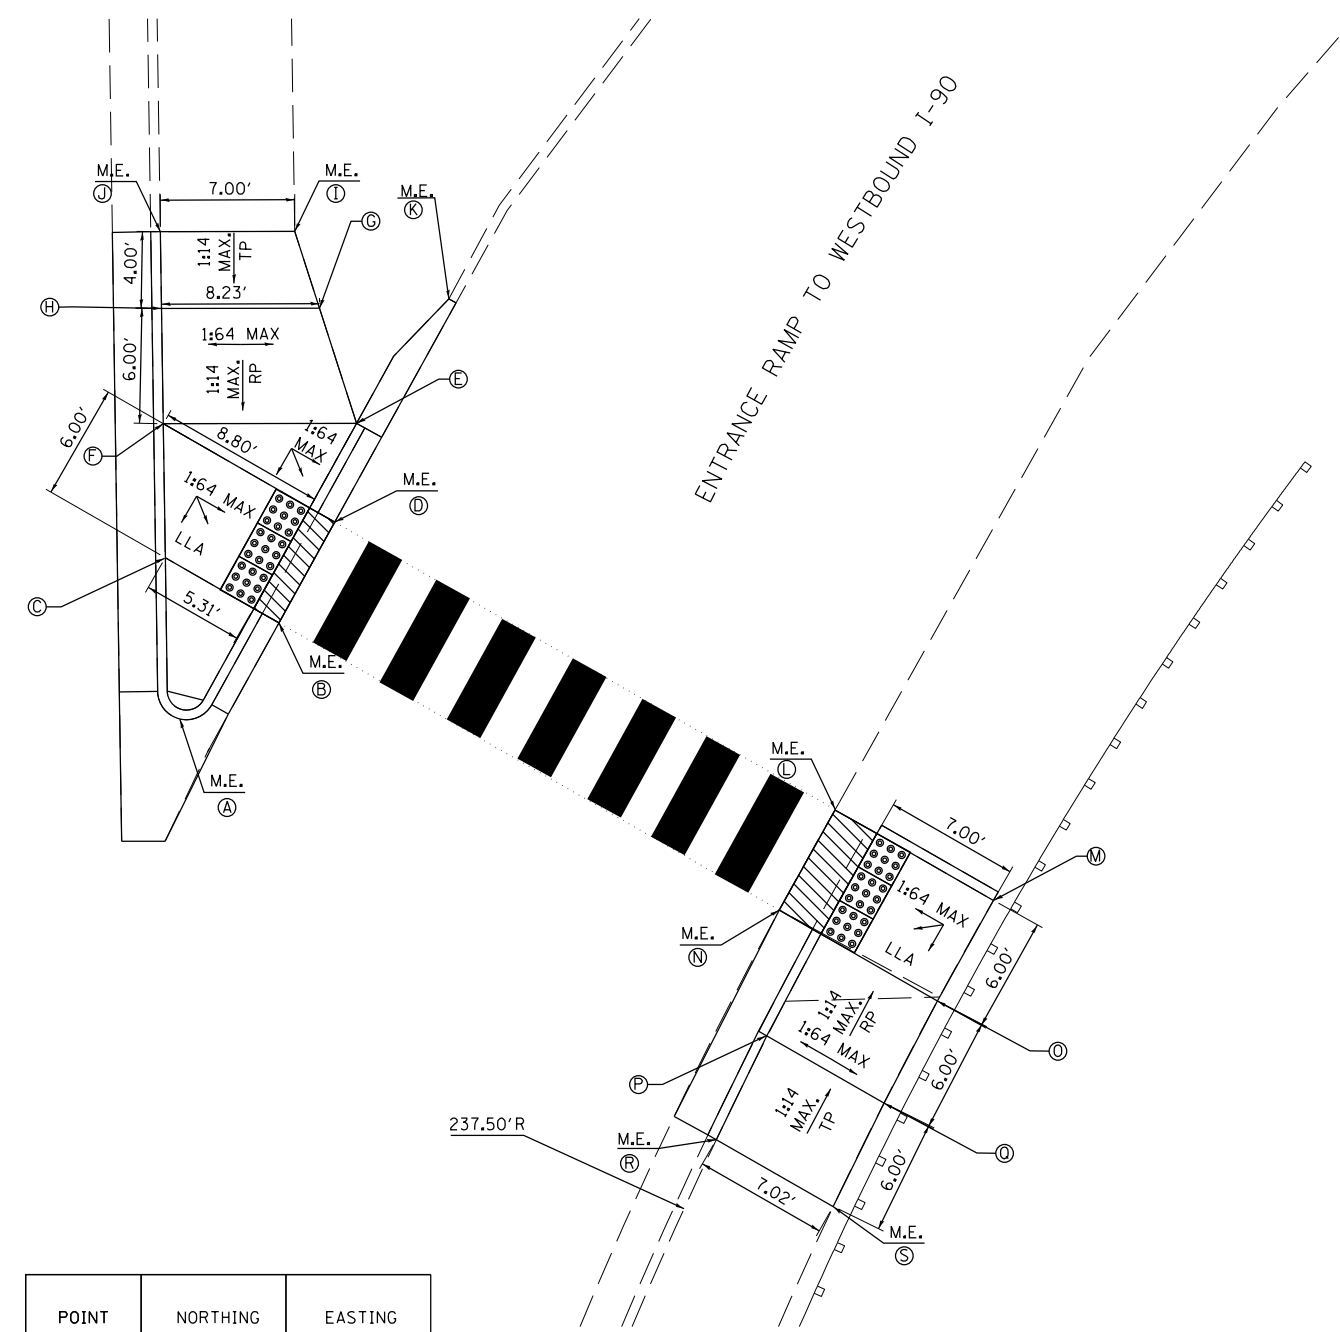 ENTRANCE RAMP TO WESTBOUND I-90
M.E.
J
7.00'
M.E.
I
M.E.
K
G
4.00'
1:14
MAX.
TP
H
8.23'
1:64 MAX
6.00'
1:14
MAX.
RP
E
6.00'
8.80'
1:64
MAX
F
1:64 MAX
LLA
M.E.
D
C
5.31'
M.E.
B
M.E.
A
M.E.
L
7.00'
M
1:64 MAX
LLA
M.E.
N
6.00'
1:14
MAX.
RP
1:64 MAX
O
6.00'
P
1:14
MAX.
TP
237.50'R
M.E.
R
Q
6.00'
7.02'
M.E.
S
POINT NORTHING EASTING